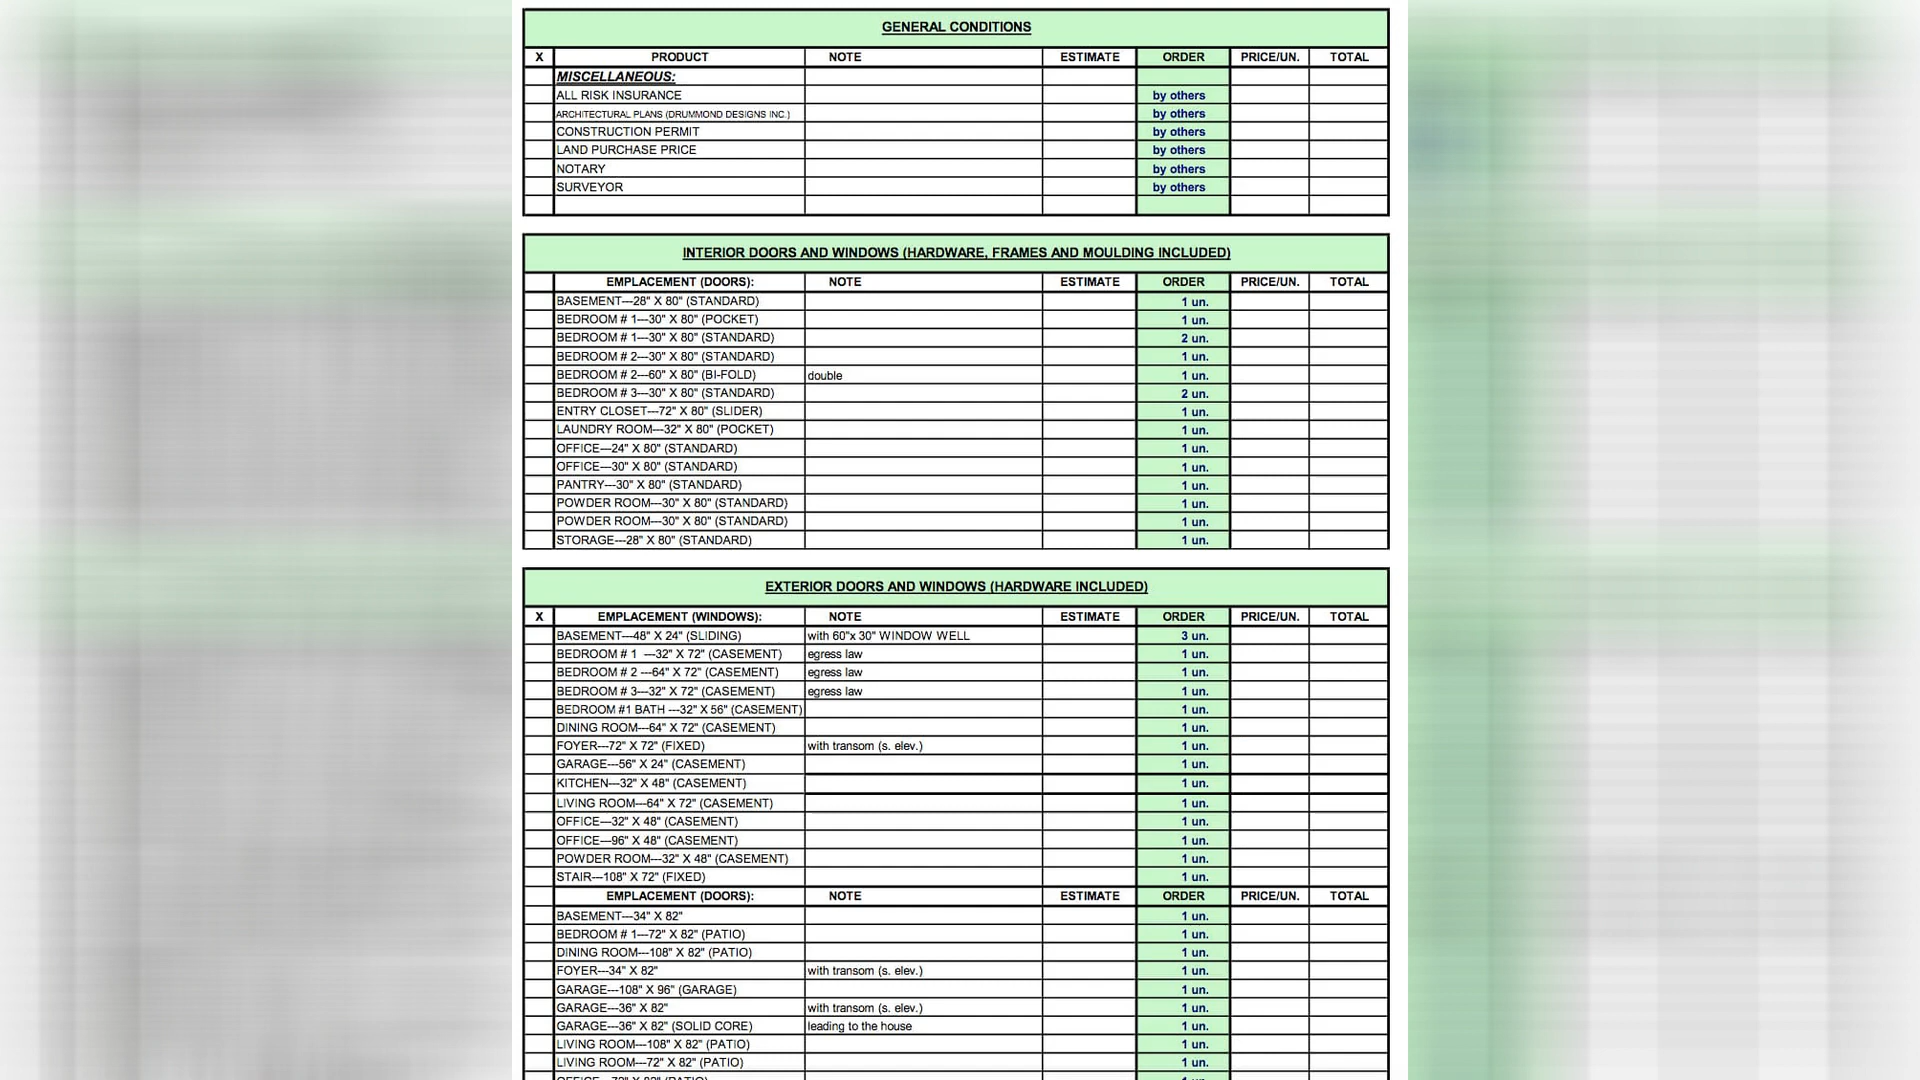 GENERAL CONDITIONS
X PRODUCT NOTE ESTIMATE ORDER PRICE/UN. TOTAL
MISCELLANEOUS:
ALL RISK INSURANCE by others
ARCHITECTURAL PLANS (DRUMMOND DESIGNS INC.) by others
CONSTRUCTION PERMIT by others
LAND PURCHASE PRICE by others
NOTARY by others
SURVEYOR by others
INTERIOR DOORS AND WINDOWS (HARDWARE, FRAMES AND MOULDING INCLUDED)
EMPLACEMENT (DOORS): NOTE ESTIMATE ORDER PRICE/UN. TOTAL
BASEMENT---28" X 80" (STANDARD) 1 un.
BEDROOM # 1---30" X 80" (POCKET) 1 un.
BEDROOM # 1---30" X 80" (STANDARD) 2 un.
BEDROOM # 2---30" X 80" (STANDARD) 1 un.
BEDROOM # 2---60" X 80" (BI-FOLD) double 1 un.
BEDROOM # 3---30" X 80" (STANDARD) 2 un.
ENTRY CLOSET---72" X 80" (SLIDER) 1 un.
LAUNDRY ROOM---32" X 80" (POCKET) 1 un.
OFFICE---24" X 80" (STANDARD) 1 un.
OFFICE---30" X 80" (STANDARD) 1 un.
PANTRY---30" X 80" (STANDARD) 1 un.
POWDER ROOM---30" X 80" (STANDARD) 1 un.
POWDER ROOM---30" X 80" (STANDARD) 1 un.
STORAGE---28" X 80" (STANDARD) 1 un.
EXTERIOR DOORS AND WINDOWS (HARDWARE INCLUDED)
X EMPLACEMENT (WINDOWS): NOTE ESTIMATE ORDER PRICE/UN. TOTAL
BASEMENT---48" X 24" (SLIDING) with 60"x 30" WINDOW WELL 3 un.
BEDROOM # 1 ---32" X 72" (CASEMENT) egress law 1 un.
BEDROOM # 2 ---64" X 72" (CASEMENT) egress law 1 un.
BEDROOM # 3---32" X 72" (CASEMENT) egress law 1 un.
BEDROOM #1 BATH ---32" X 56" (CASEMENT) 1 un.
DINING ROOM---64" X 72" (CASEMENT) 1 un.
FOYER---72" X 72" (FIXED) with transom (s. elev.) 1 un.
GARAGE---56" X 24" (CASEMENT) 1 un.
KITCHEN---32" X 48" (CASEMENT) 1 un.
LIVING ROOM---64" X 72" (CASEMENT) 1 un.
OFFICE---32" X 48" (CASEMENT) 1 un.
OFFICE---96" X 48" (CASEMENT) 1 un.
POWDER ROOM---32" X 48" (CASEMENT) 1 un.
STAIR---108" X 72" (FIXED) 1 un.
EMPLACEMENT (DOORS): NOTE ESTIMATE ORDER PRICE/UN. TOTAL
BASEMENT---34" X 82" 1 un.
BEDROOM # 1---72" X 82" (PATIO) 1 un.
DINING ROOM---108" X 82" (PATIO) 1 un.
FOYER---34" X 82" with transom (s. elev.) 1 un.
GARAGE---108" X 96" (GARAGE) 1 un.
GARAGE---36" X 82" with transom (s. elev.) 1 un.
GARAGE---36" X 82" (SOLID CORE) leading to the house 1 un.
LIVING ROOM---108" X 82" (PATIO) 1 un.
LIVING ROOM---72" X 82" (PATIO) 1 un.